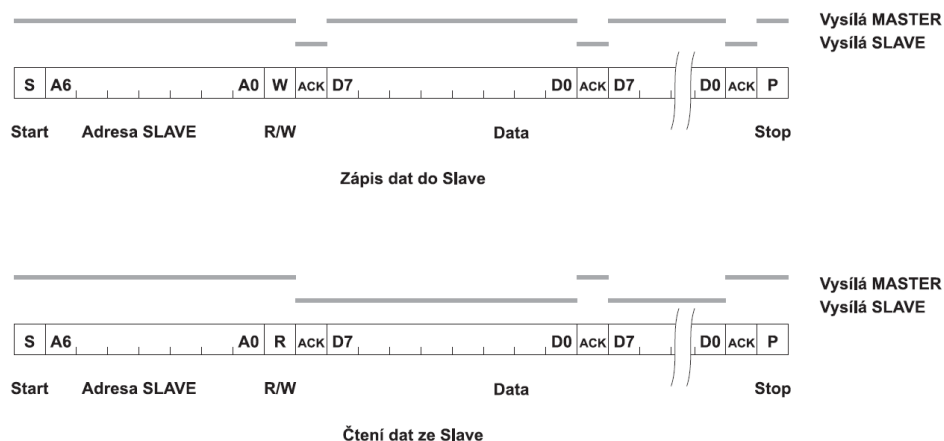 Vysílá MASTER
Vysílá SLAVE
S A6 A0 W ACK D7 D0 ACK D7 D0 ACK P
Start Adresa SLAVE R/W Data Stop
Zápis dat do Slave
Vysílá MASTER
Vysílá SLAVE
S A6 A0 R ACK D7 D0 ACK D7 D0 ACK P
Start Adresa SLAVE R/W Data Stop
Čtení dat ze Slave